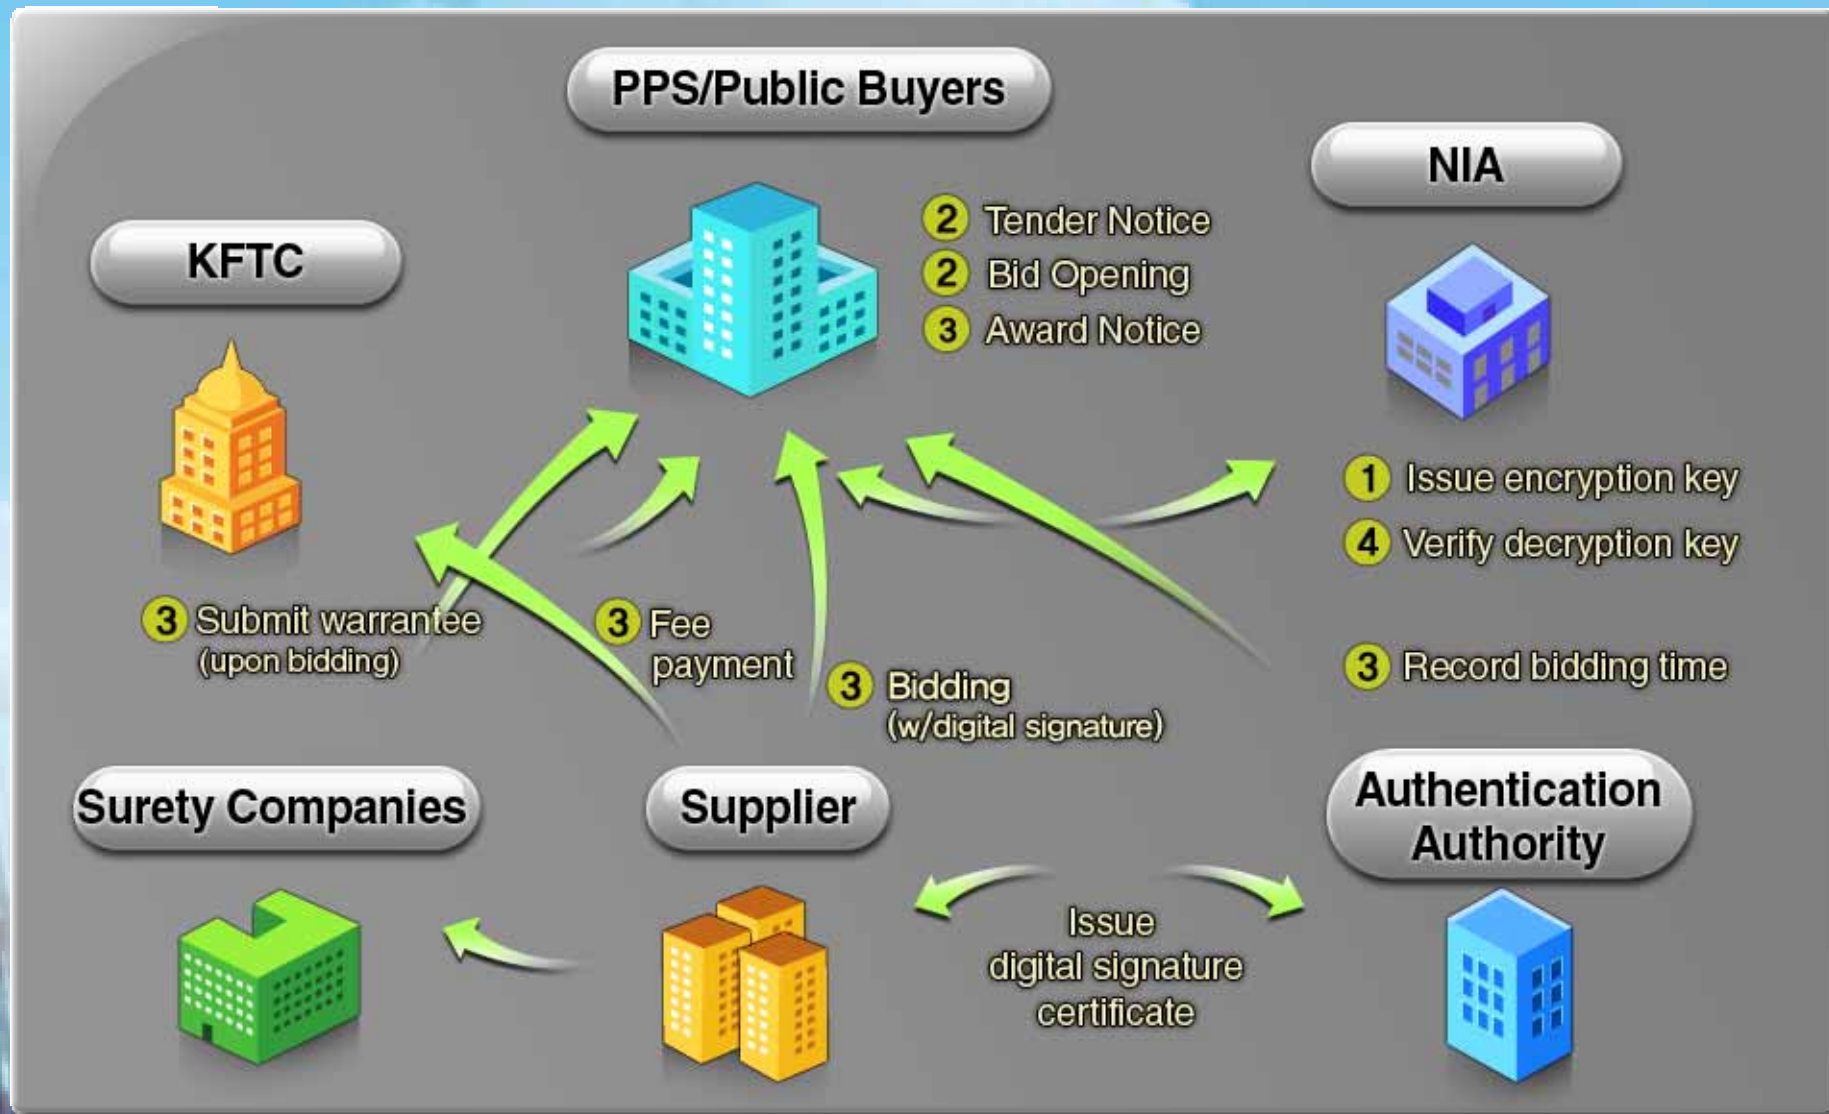 PPS/Public Buyers
NIA
KFTC
2 Tender Notice
2 Bid Opening
3 Award Notice
1 Issue encryption key
4 Verify decryption key
3 Submit warrantee
(upon bidding)
3 Fee
payment
3 Bidding
(w/digital signature)
3 Record bidding time
Surety Companies
Supplier
Authentication
Authority
Issue
digital signature
certificate